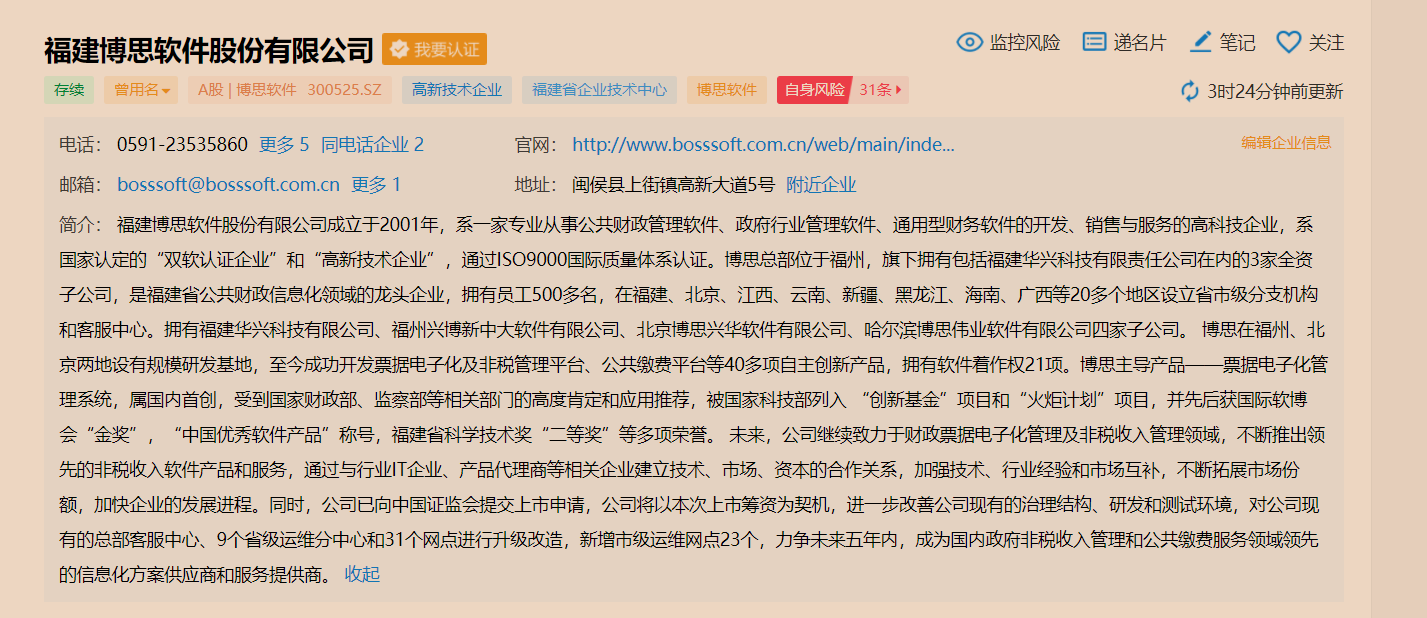 福建博思软件股份有限公司 我要认证 监控风险 递名片 笔记 关注
存续 曾用名 A股 | 博思软件 300525.SZ 高新技术企业 福建省企业技术中心 博思软件 自身风险 31条 3时24分钟前更新
电话： 0591-23535860 更多 5 同电话企业 2 官网： http://www.bosssoft.com.cn/web/main/inde... 编辑企业信息
邮箱： bosssoft@bosssoft.com.cn 更多 1 地址： 闽侯县上街镇高新大道5号 附近企业
简介： 福建博思软件股份有限公司成立于2001年，系一家专业从事公共财政管理软件、政府行业管理软件、通用型财务软件的开发、销售与服务的高科技企业，系
国家认定的“双软认证企业”和“高新技术企业”，通过ISO9000国际质量体系认证。博思总部位于福州，旗下拥有包括福建华兴科技有限责任公司在内的3家全资
子公司，是福建省公共财政信息化领域的龙头企业，拥有员工500多名，在福建、北京、江西、云南、新疆、黑龙江、海南、广西等20多个地区设立省市级分支机构
和客服中心。拥有福建华兴科技有限公司、福州兴博新中大软件有限公司、北京博思兴华软件有限公司、哈尔滨博思伟业软件有限公司四家子公司。 博思在福州、北
京两地设有规模研发基地，至今成功开发票据电子化及非税管理平台、公共缴费平台等40多项自主创新产品，拥有软件着作权21项。博思主导产品——票据电子化管
理系统，属国内首创，受到国家财政部、监察部等相关部门的高度肯定和应用推荐，被国家科技部列入 “创新基金”项目和“火炬计划”项目，并先后获国际软博
会“金奖”， “中国优秀软件产品”称号，福建省科学技术奖“二等奖”等多项荣誉。 未来，公司继续致力于财政票据电子化管理及非税收入管理领域，不断推出领
先的非税收入软件产品和服务，通过与行业IT企业、产品代理商等相关企业建立技术、市场、资本的合作关系，加强技术、行业经验和市场互补，不断拓展市场份
额，加快企业的发展进程。同时，公司已向中国证监会提交上市申请，公司将以本次上市筹资为契机，进一步改善公司现有的治理结构、研发和测试环境，对公司现
有的总部客服中心、9个省级运维分中心和31个网点进行升级改造，新增市级运维网点23个，力争未来五年内，成为国内政府非税收入管理和公共缴费服务领域领先
的信息化方案供应商和服务提供商。 收起